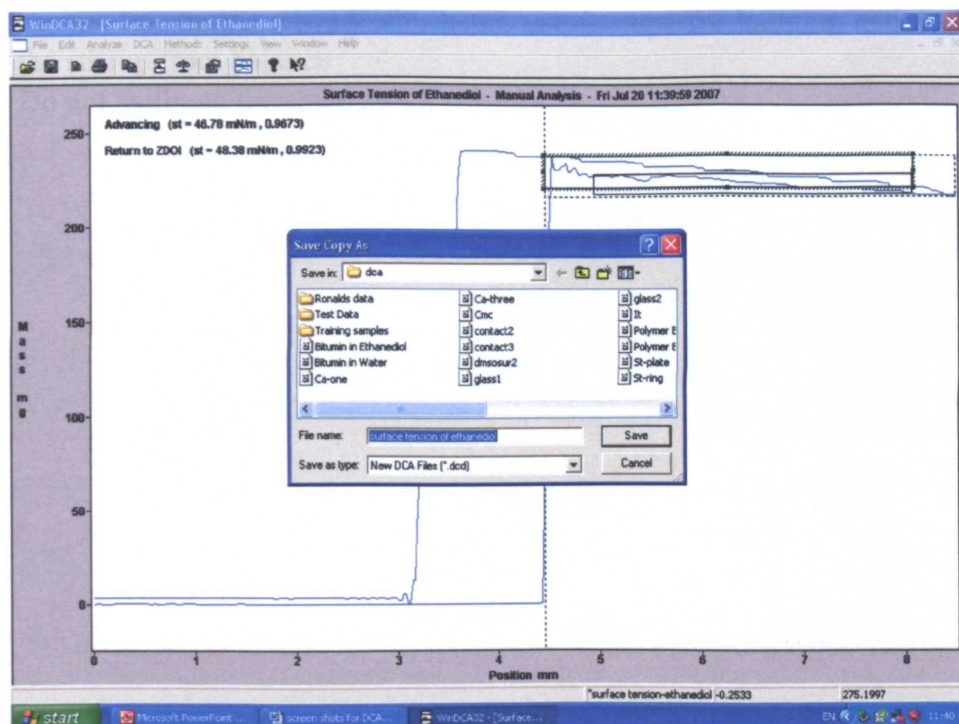 WinDCA32 - [Surface Tension of Ethanediol]
File Edit Analyze DCA Methods Settings View Window Help
Surface Tension of Ethanediol - Manual Analysis - Fri Jul 20 11:39:59 2007
Advancing (st = 46.78 mN/m , 0.9673)
Return to ZDOI (st = 48.38 mN/m , 0.9923)
250
200
150
100
50
0
Mass mg
Save Copy As
Save in: dca
Ronalds data
Test Data
Training samples
Bitumin in Ethanediol
Bitumin in Water
Ca-one
Ca-three
Cmc
contact2
contact3
dmsosur2
glass1
glass2
It
Polymer E
Polymer E
St-plate
St-ring
File name: surface tension of ethanediol
Save
Save as type: New DCA Files (*.dcd)
Cancel
0 1 2 3 4 5 6 7 8
Position mm
"surface tension-ethanediol -0.2533 275.1997
start Microsoft PowerPoint ... screen shots for DCA... WinDCA32 - [Surface... EN 11:40